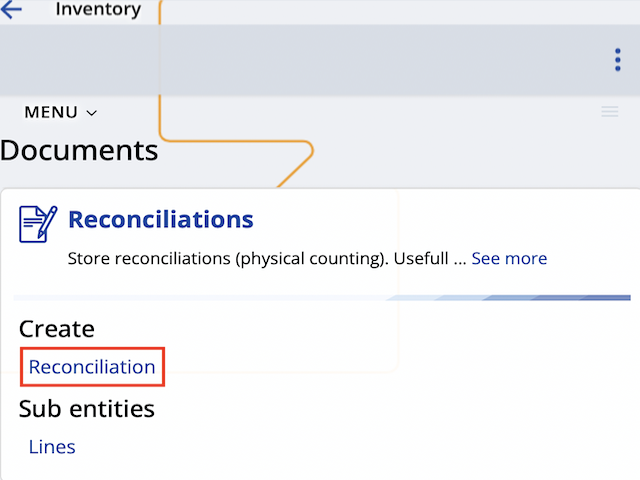 Inventory
MENU
Documents
Reconciliations
Store reconciliations (physical counting). Usefull ... See more
Create
Reconciliation
Sub entities
Lines